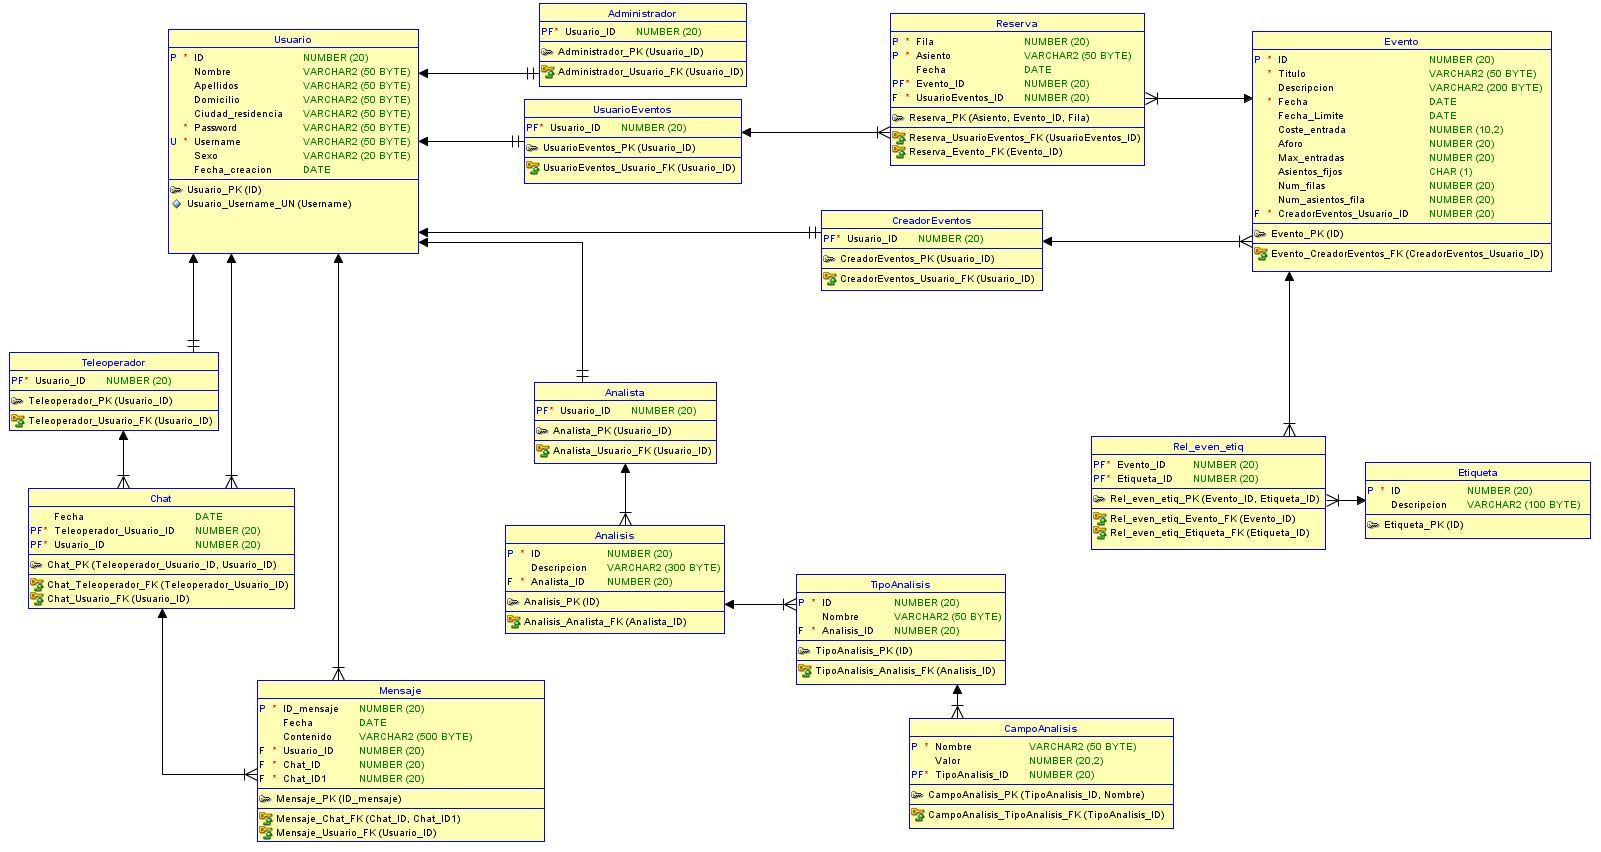 Usuario
P * ID NUMBER (20)
Nombre VARCHAR2 (50 BYTE)
Apellidos VARCHAR2 (50 BYTE)
Domicilio VARCHAR2 (50 BYTE)
Ciudad_residencia VARCHAR2 (50 BYTE)
* Password VARCHAR2 (50 BYTE)
U * Username VARCHAR2 (50 BYTE)
Sexo VARCHAR2 (20 BYTE)
Fecha_creacion DATE
Usuario_PK (ID)
Usuario_Username_UN (Username)
Administrador
PF* Usuario_ID NUMBER (20)
Administrador_PK (Usuario_ID)
Administrador_Usuario_FK (Usuario_ID)
UsuarioEventos
PF* Usuario_ID NUMBER (20)
UsuarioEventos_PK (Usuario_ID)
UsuarioEventos_Usuario_FK (Usuario_ID)
Reserva
P * Fila NUMBER (20)
P * Asiento VARCHAR2 (50 BYTE)
Fecha DATE
PF* Evento_ID NUMBER (20)
F * UsuarioEventos_ID NUMBER (20)
Reserva_PK (Asiento, Evento_ID, Fila)
Reserva_UsuarioEventos_FK (UsuarioEventos_ID)
Reserva_Evento_FK (Evento_ID)
Evento
P * ID NUMBER (20)
* Titulo VARCHAR2 (50 BYTE)
Descripcion VARCHAR2 (200 BYTE)
* Fecha DATE
Fecha_Limite DATE
Coste_entrada NUMBER (10,2)
Aforo NUMBER (20)
Max_entradas NUMBER (20)
Asientos_fijos CHAR (1)
Num_filas NUMBER (20)
Num_asientos_fila NUMBER (20)
F * CreadorEventos_Usuario_ID NUMBER (20)
Evento_PK (ID)
Evento_CreadorEventos_FK (CreadorEventos_Usuario_ID)
CreadorEventos
PF* Usuario_ID NUMBER (20)
CreadorEventos_PK (Usuario_ID)
CreadorEventos_Usuario_FK (Usuario_ID)
Teleoperador
PF* Usuario_ID NUMBER (20)
Teleoperador_PK (Usuario_ID)
Teleoperador_Usuario_FK (Usuario_ID)
Analista
PF* Usuario_ID NUMBER (20)
Analista_PK (Usuario_ID)
Analista_Usuario_FK (Usuario_ID)
Rel_even_etiq
PF* Evento_ID NUMBER (20)
PF* Etiqueta_ID NUMBER (20)
Rel_even_etiq_PK (Evento_ID, Etiqueta_ID)
Rel_even_etiq_Evento_FK (Evento_ID)
Rel_even_etiq_Etiqueta_FK (Etiqueta_ID)
Etiqueta
P * ID NUMBER (20)
Descripcion VARCHAR2 (100 BYTE)
Etiqueta_PK (ID)
Chat
Fecha DATE
PF* Teleoperador_Usuario_ID NUMBER (20)
PF* Usuario_ID NUMBER (20)
Chat_PK (Teleoperador_Usuario_ID, Usuario_ID)
Chat_Teleoperador_FK (Teleoperador_Usuario_ID)
Chat_Usuario_FK (Usuario_ID)
Analisis
P * ID NUMBER (20)
Descripcion VARCHAR2 (300 BYTE)
F * Analista_ID NUMBER (20)
Analisis_PK (ID)
Analisis_Analista_FK (Analista_ID)
TipoAnalisis
P * ID NUMBER (20)
Nombre VARCHAR2 (50 BYTE)
F * Analisis_ID NUMBER (20)
TipoAnalisis_PK (ID)
TipoAnalisis_Analisis_FK (Analisis_ID)
Mensaje
P * ID_mensaje NUMBER (20)
Fecha DATE
Contenido VARCHAR2 (500 BYTE)
F * Usuario_ID NUMBER (20)
F * Chat_ID NUMBER (20)
F * Chat_ID1 NUMBER (20)
Mensaje_PK (ID_mensaje)
Mensaje_Chat_FK (Chat_ID, Chat_ID1)
Mensaje_Usuario_FK (Usuario_ID)
CampoAnalisis
P * Nombre VARCHAR2 (50 BYTE)
Valor NUMBER (20,2)
PF* TipoAnalisis_ID NUMBER (20)
CampoAnalisis_PK (TipoAnalisis_ID, Nombre)
CampoAnalisis_TipoAnalisis_FK (TipoAnalisis_ID)